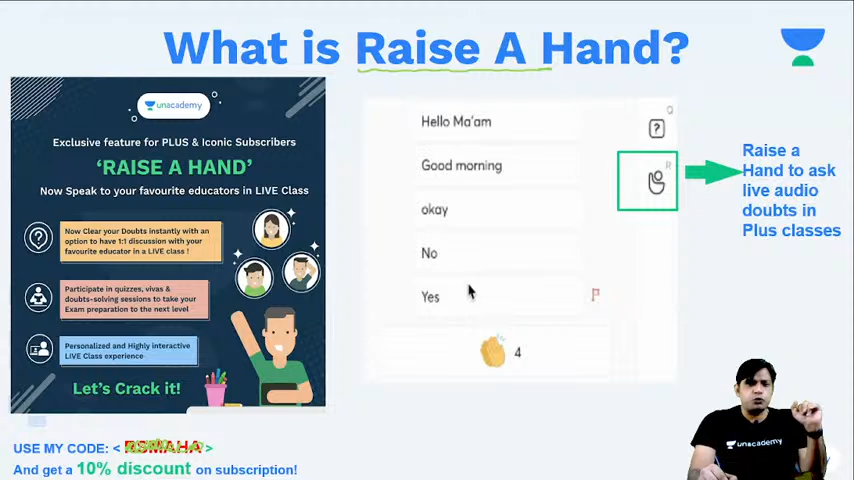 What is Raise A Hand?
unacademy
Exclusive feature for PLUS & Iconic Subscribers
'RAISE A HAND'
Now Speak to your favourite educators in LIVE Class
Now Clear your Doubts instantly with an
option to have 1:1 discussion with your
favourite educator in a LIVE class !
Participate in quizzes, vivas &
doubts-solving sessions to take your
Exam preparation to the next level
Personalized and Highly interactive
LIVE Class experience
Let's Crack it!
Hello Ma'am
Good morning
okay
No
Yes
4
Q
?
R
Raise a
Hand to ask
live audio
doubts in
Plus classes
USE MY CODE: < >
And get a 10% discount on subscription!
unacademy